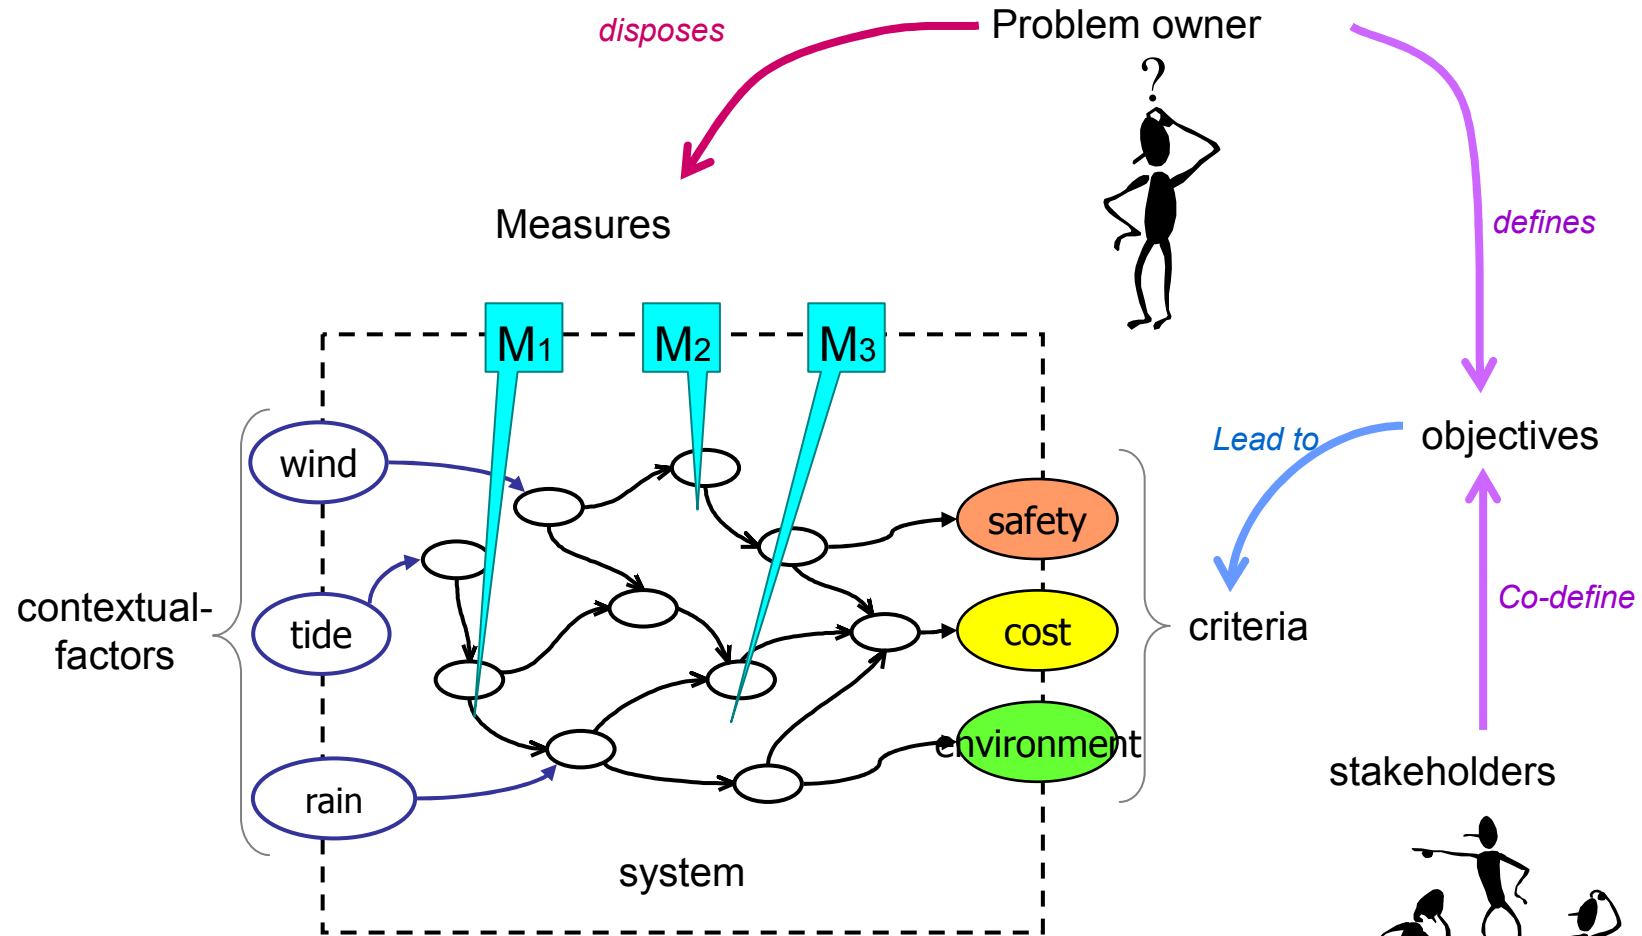 disposes
Problem owner
?
Measures
defines
M1
M2
M3
wind
Lead to
objectives
safety
contextual-
factors
tide
cost
criteria
Co-define
environment
rain
stakeholders
system